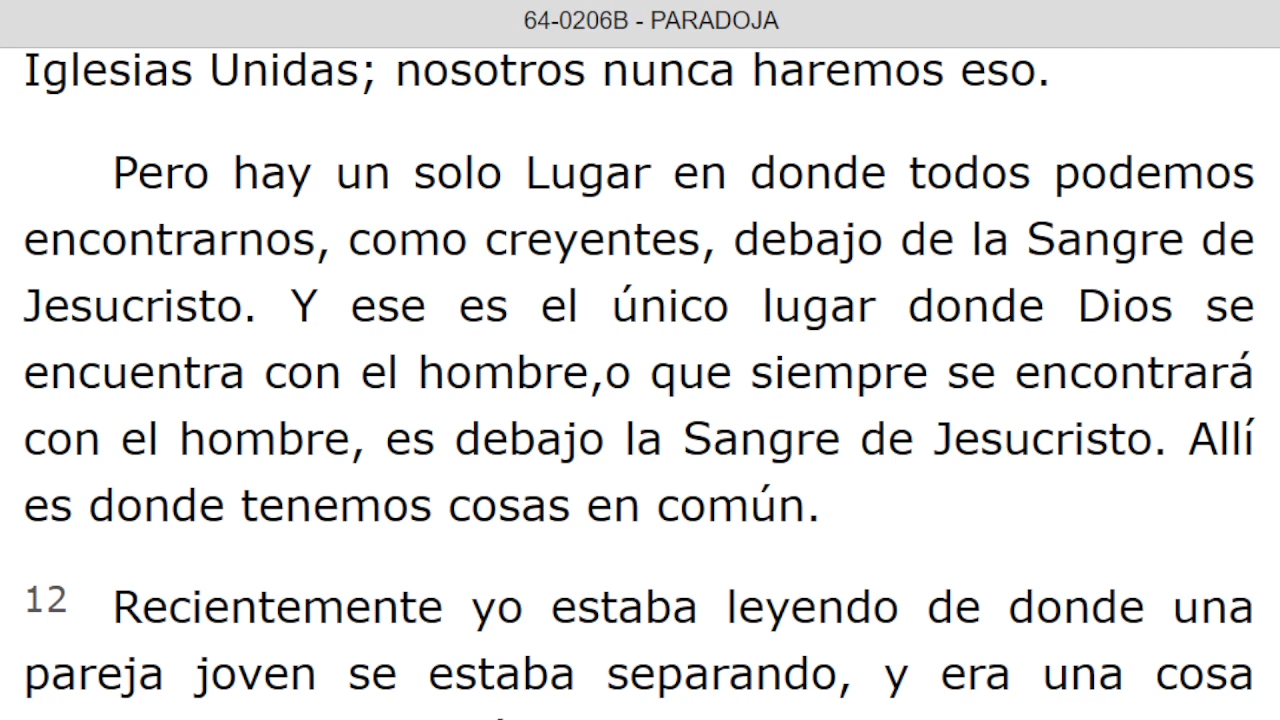 64-0206B - PARADOJA
Iglesias Unidas; nosotros nunca haremos eso.
Pero hay un solo Lugar en donde todos podemos
encontrarnos, como creyentes, debajo de la Sangre de
Jesucristo. Y ese es el único lugar donde Dios se
encuentra con el hombre,o que siempre se encontrará
con el hombre, es debajo la Sangre de Jesucristo. Allí
es donde tenemos cosas en común.
12 Recientemente yo estaba leyendo de donde una
pareja joven se estaba separando, y era una cosa